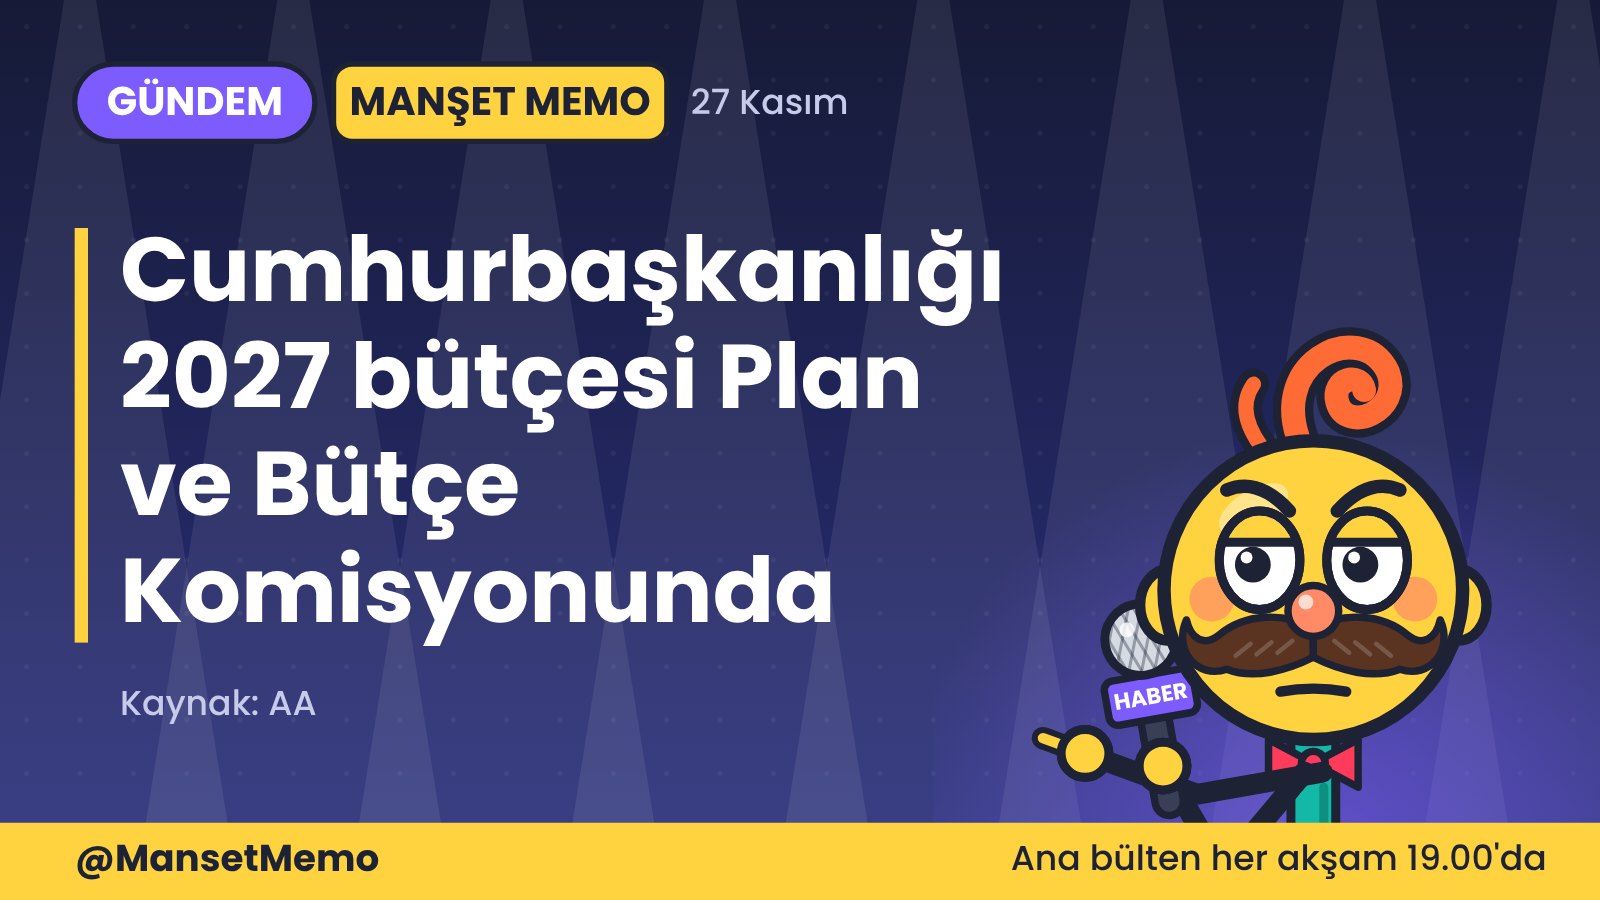 GÜNDEM MANŞET MEMO 27 Kasım
Cumhurbaşkanlığı
2027 bütçesi Plan
ve Bütçe
Komisyonunda
Kaynak: AA
HABER
@MansetMemo Ana bülten her akşam 19.00'da